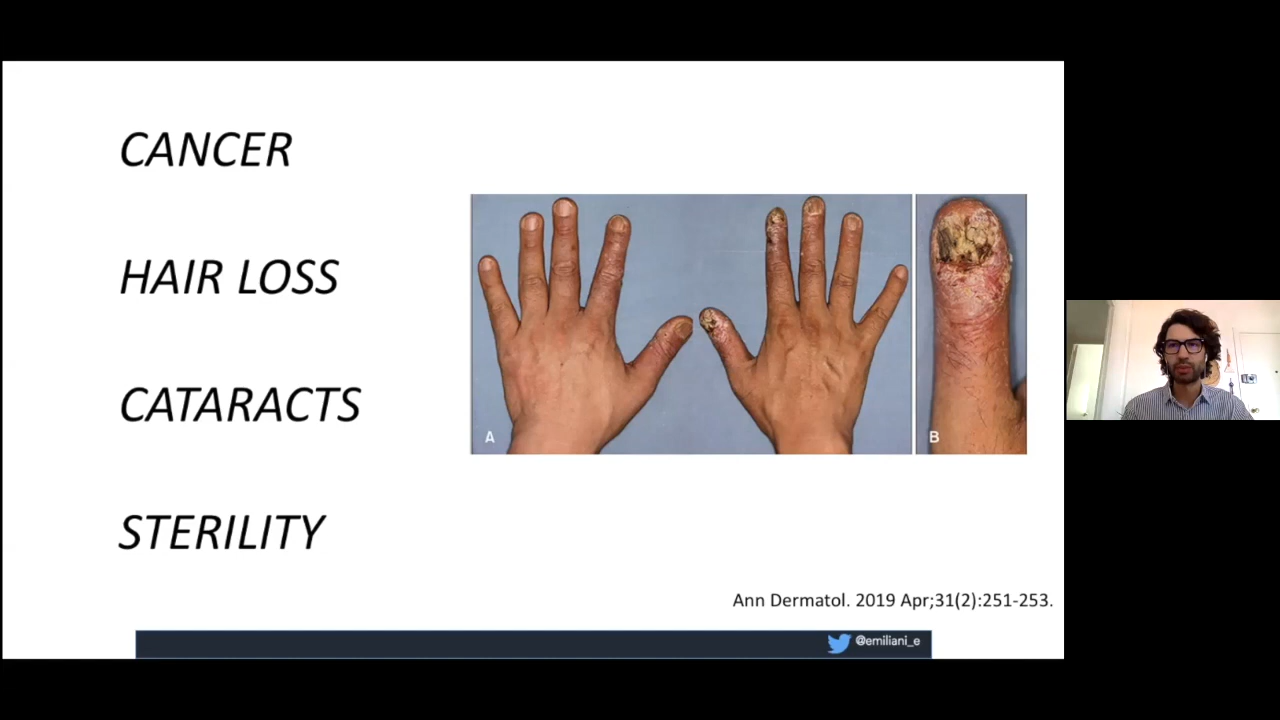 CANCER
HAIR LOSS
CATARACTS
STERILITY
A
B
Ann Dermatol. 2019 Apr;31(2):251-253.
@emiliani_e